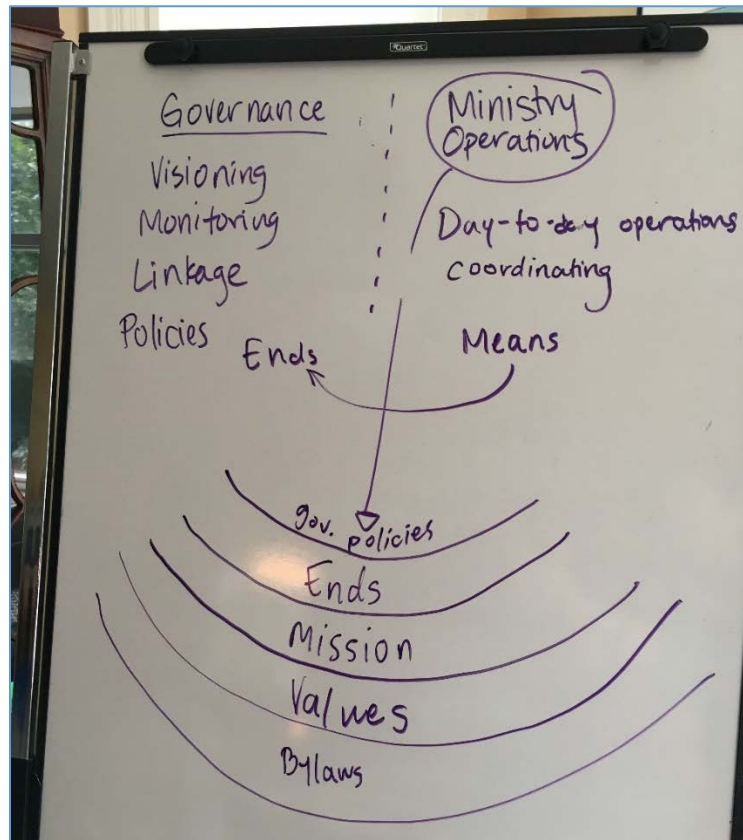 Quartet
Governance
Visioning
Monitoring
Linkage
Policies
Ends
Ministry
Operations
Day-to-day operations
coordinating
Means
gov. policies
Ends
Mission
Values
Bylaws